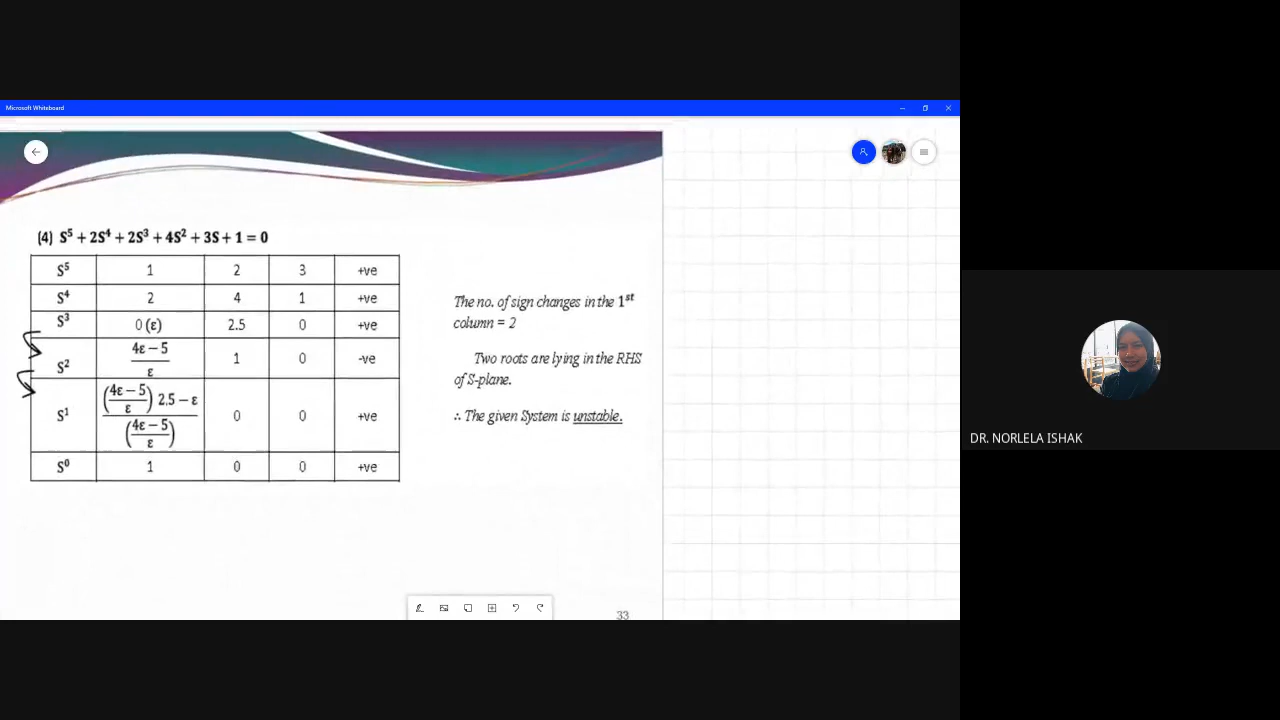 Microsoft Whiteboard
(4) S⁵ + 2S⁴ + 2S³ + 4S² + 3S + 1 = 0
S⁵ 1 2 3 +ve
S⁴ 2 4 1 +ve
S³ 0 (ε) 2.5 0 +ve
S² (4ε − 5)/ε 1 0 -ve
S¹ (((4ε − 5)/ε) 2.5 − ε)/((4ε − 5)/ε) 0 0 +ve
S⁰ 1 0 0 +ve
The no. of sign changes in the 1ˢᵗ
column = 2
Two roots are lying in the RHS
of S-plane.
∴ The given System is unstable.
33
DR. NORLELA ISHAK